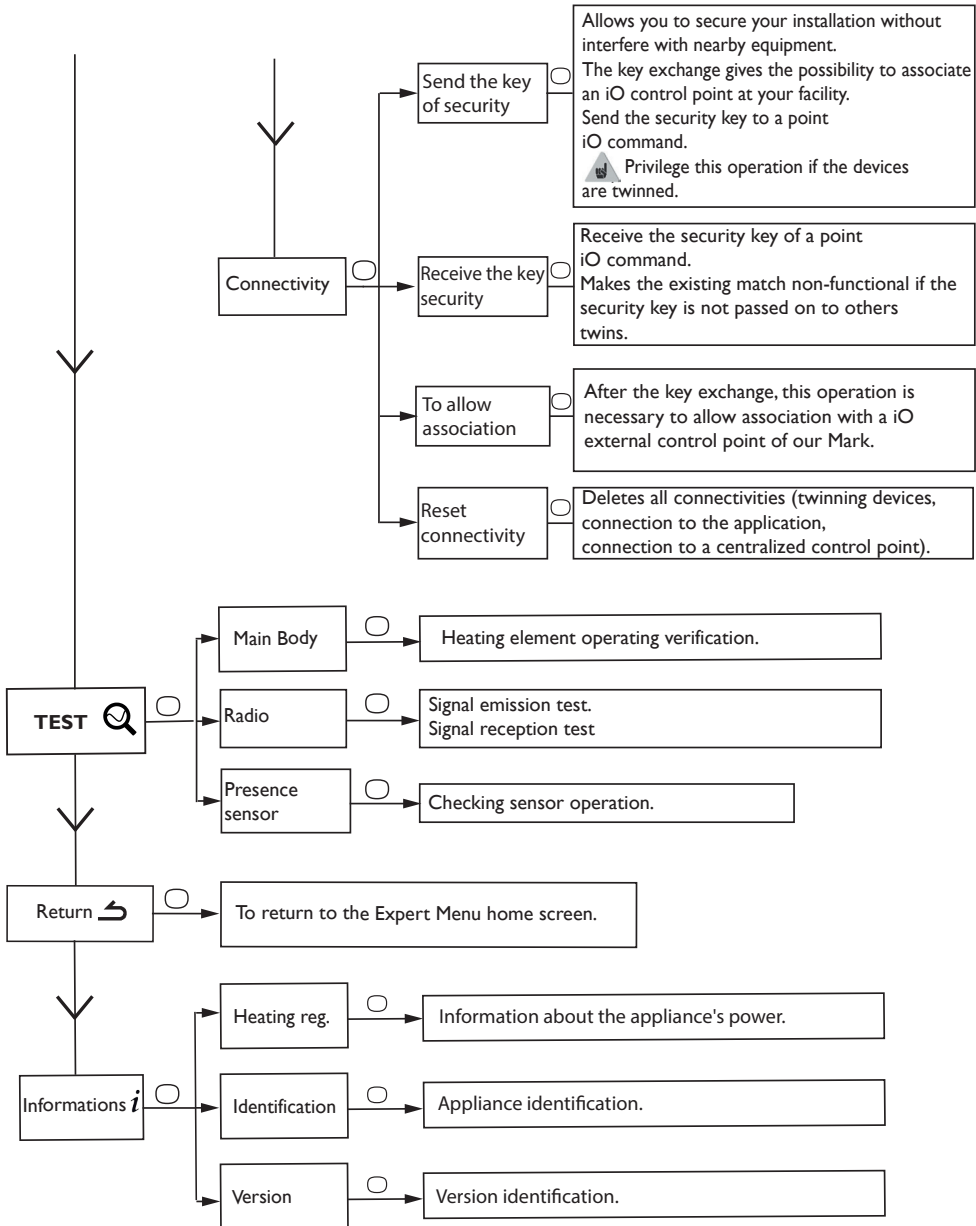 Send the key
of security
Allows you to secure your installation without
interfere with nearby equipment.
The key exchange gives the possibility to associate
an iO control point at your facility.
Send the security key to a point
iO command.
Privilege this operation if the devices
are twinned.
Connectivity
Receive the key
security
Receive the security key of a point
iO command.
Makes the existing match non-functional if the
security key is not passed on to others
twins.
To allow
association
After the key exchange, this operation is
necessary to allow association with a iO
external control point of our Mark.
Reset
connectivity
Deletes all connectivities (twinning devices,
connection to the application,
connection to a centralized control point).
TEST
Main Body
Heating element operating verification.
Radio
Signal emission test.
Signal reception test
Presence
sensor
Checking sensor operation.
Return
To return to the Expert Menu home screen.
Informations i
Heating reg.
Information about the appliance's power.
Identification
Appliance identification.
Version
Version identification.